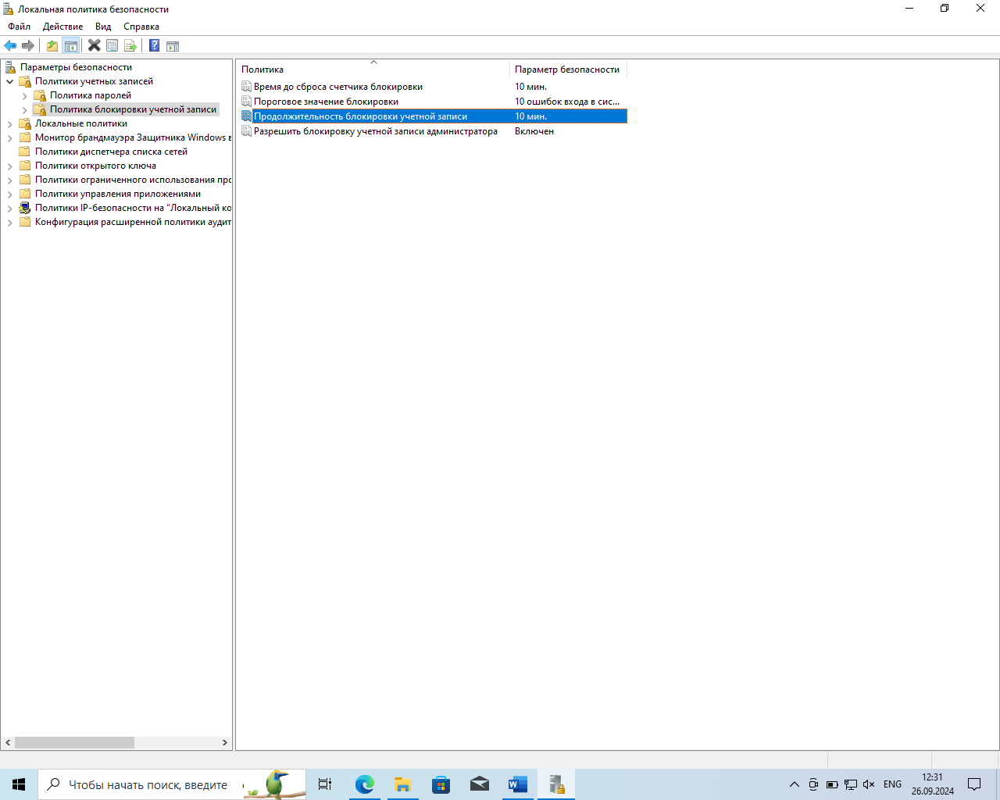 Локальная политика безопасности
Файл Действие Вид Справка
Параметры безопасности
Политики учетных записей
Политика паролей
Политика блокировки учетной записи
Локальные политики
Монитор брандмауэра Защитника Windows в
Политики диспетчера списка сетей
Политики открытого ключа
Политики ограниченного использования прс
Политики управления приложениями
Политики IP-безопасности на "Локальный ко
Конфигурация расширенной политики аудит
Политика Параметр безопасности
Время до сброса счетчика блокировки 10 мин.
Пороговое значение блокировки 10 ошибок входа в сис...
Продолжительность блокировки учетной записи 10 мин.
Разрешить блокировку учетной записи администратора Включен
Чтобы начать поиск, введите
ENG
12:31
26.09.2024